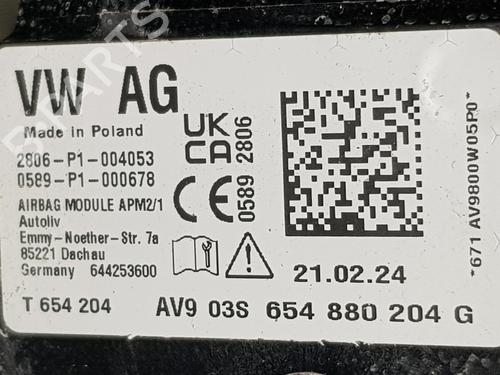 VW AG
Made in Poland
2806-P1-004053
0589-P1-000678
AIRBAG MODULE APM2/1
Autoliv
Emmy-Noether-Str. 7a
85221 Dachau
Germany 644253600
UK
CA
2806
CE
0589
21.02.24
*671 AV9800W05P0*
T 654 204
AV9 03S 654 880 204 G